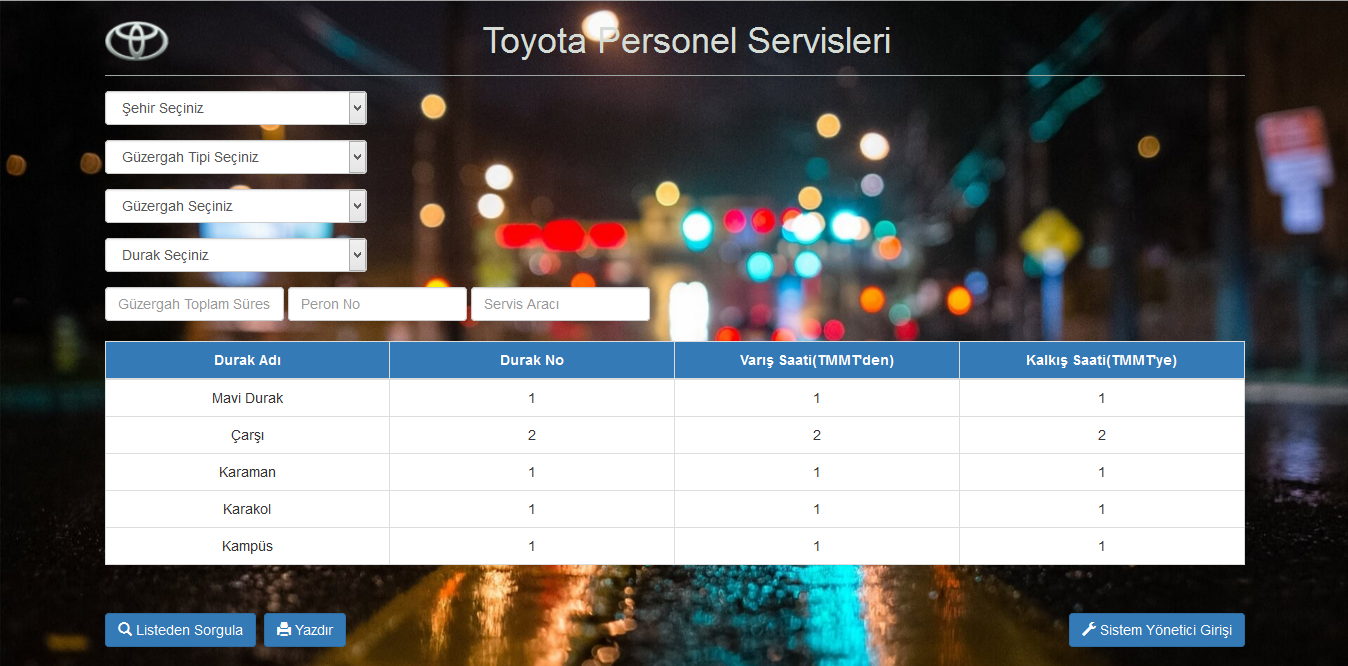 Toyota Personel Servisleri
Şehir Seçiniz
Güzergah Tipi Seçiniz
Güzergah Seçiniz
Durak Seçiniz
Güzergah Toplam Süres Peron No Servis Aracı
Durak Adı Durak No Varış Saati(TMMT'den) Kalkış Saati(TMMT'ye)
Mavi Durak 1 1 1
Çarşı 2 2 2
Karaman 1 1 1
Karakol 1 1 1
Kampüs 1 1 1
Listeden Sorgula Yazdır Sistem Yönetici Girişi